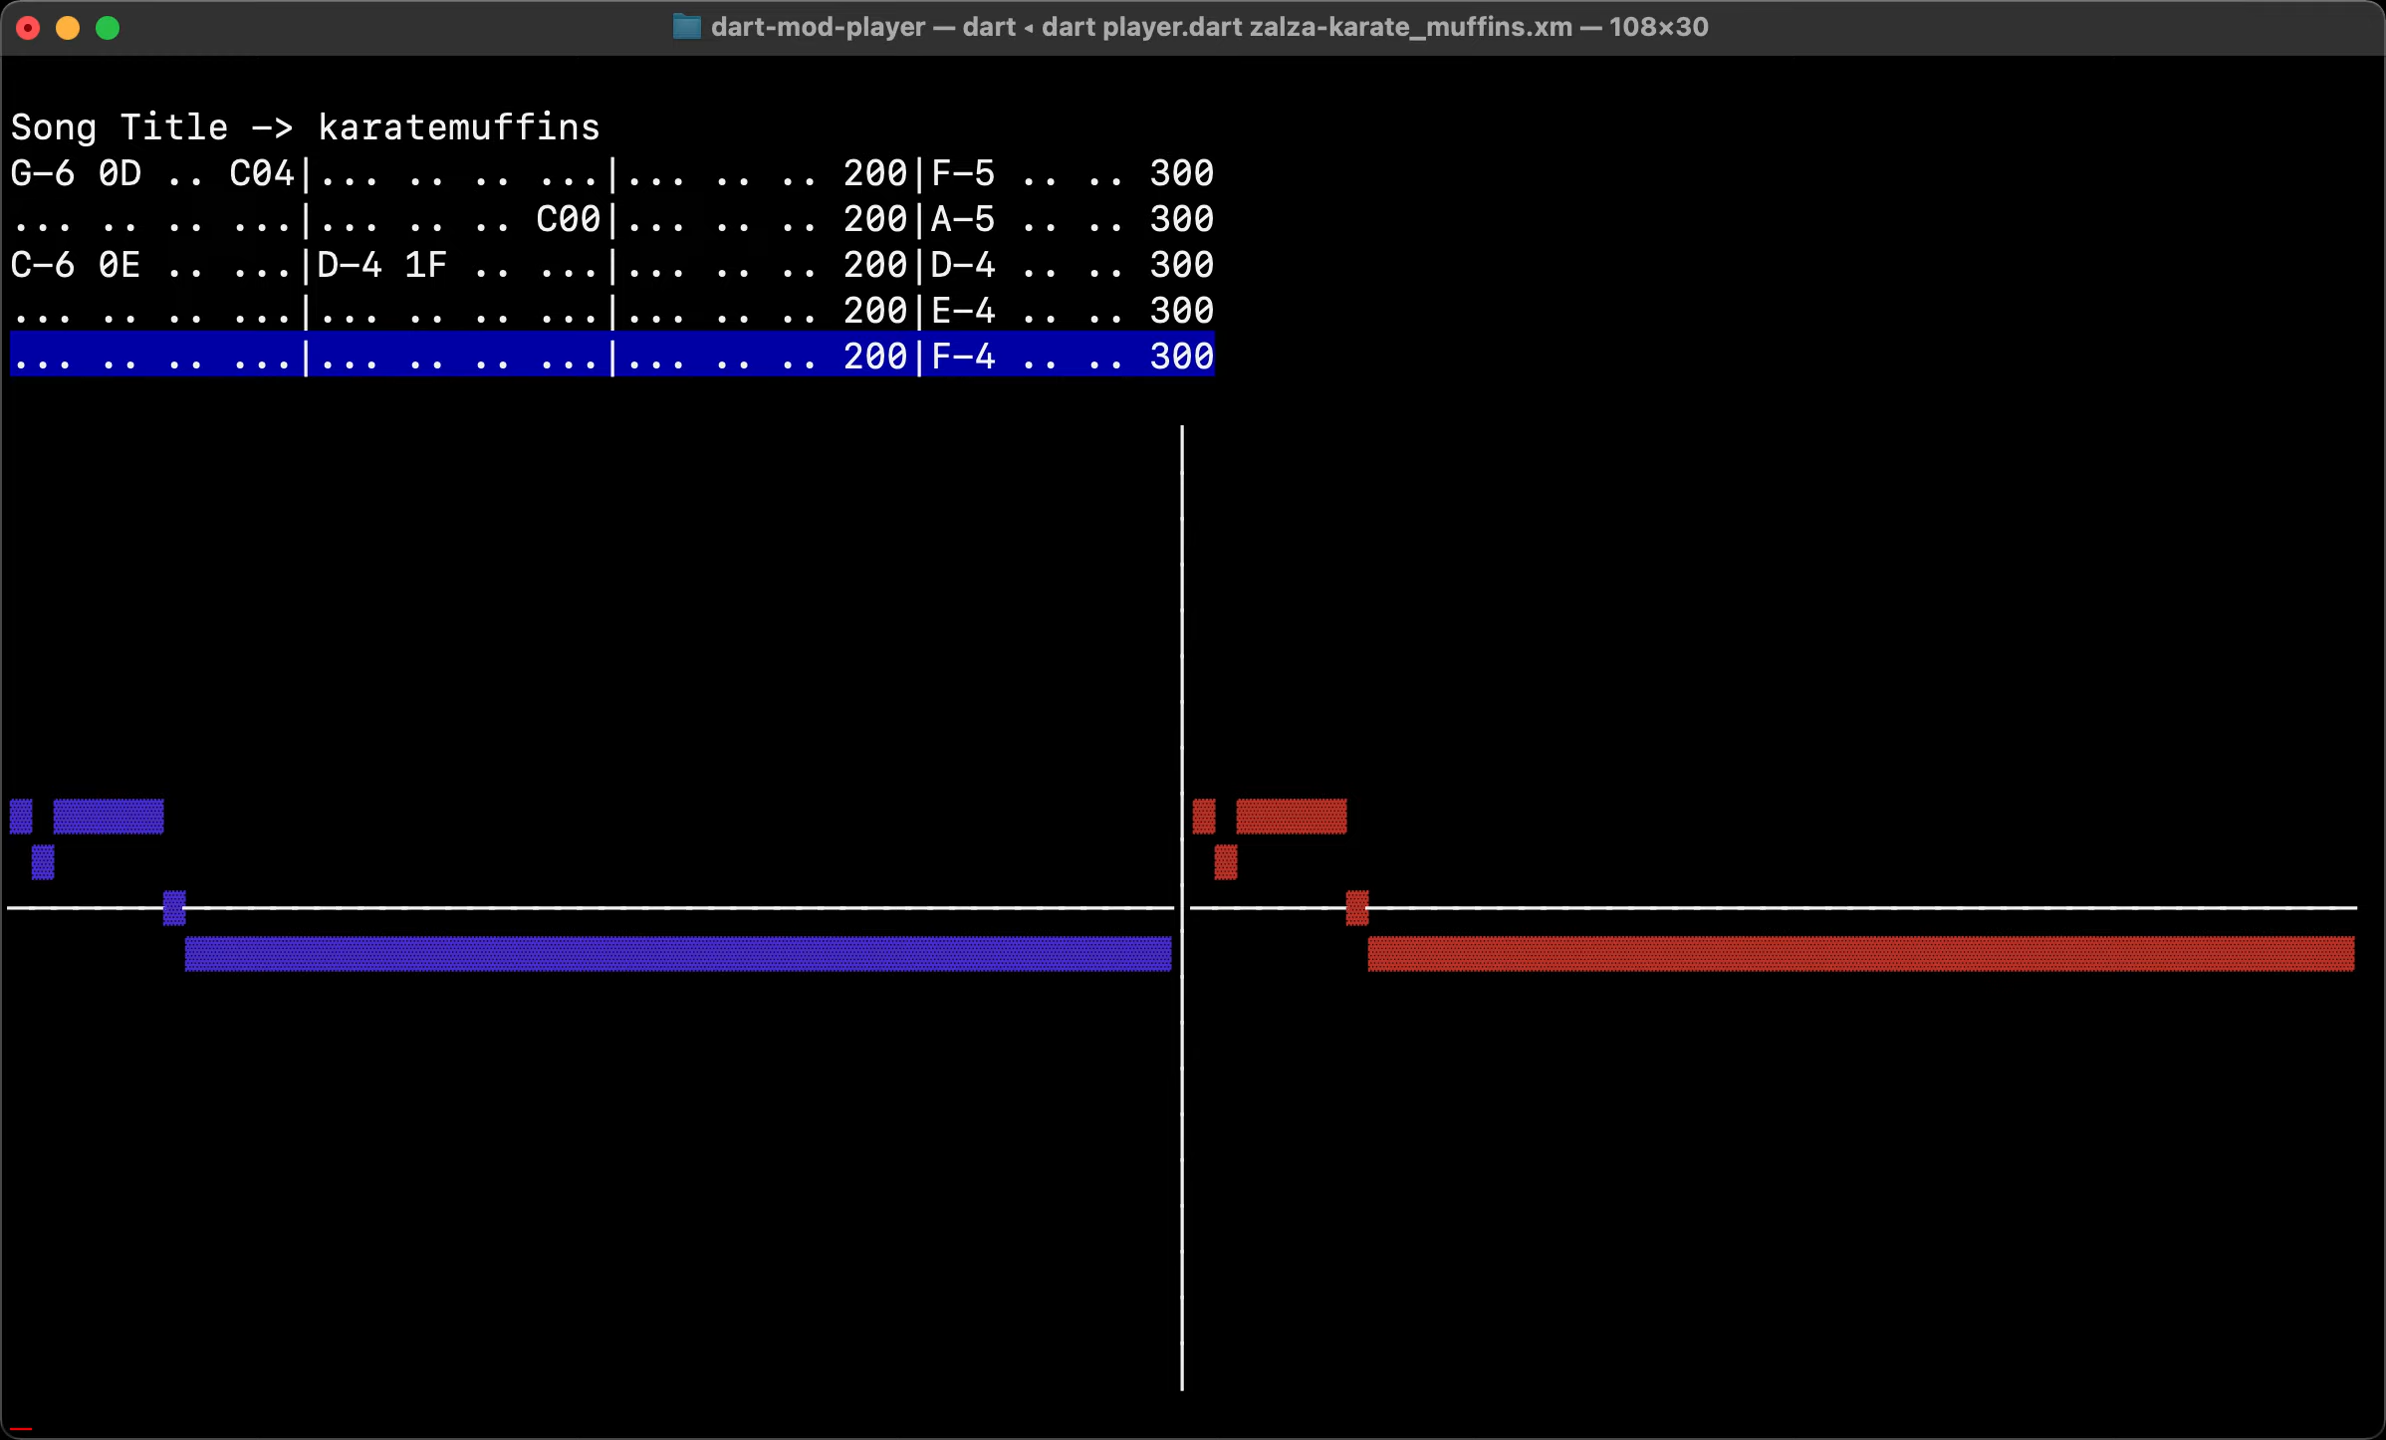 dart-mod-player — dart ◂ dart player.dart zalza-karate_muffins.xm — 108×30
Song Title -> karatemuffins
G-6 0D .. C04|... .. .. ...|... .. .. 200|F-5 .. .. 300
... .. .. ...|... .. .. C00|... .. .. 200|A-5 .. .. 300
C-6 0E .. ...|D-4 1F .. ...|... .. .. 200|D-4 .. .. 300
... .. .. ...|... .. .. ...|... .. .. 200|E-4 .. .. 300
... .. .. ...|... .. .. ...|... .. .. 200|F-4 .. .. 300